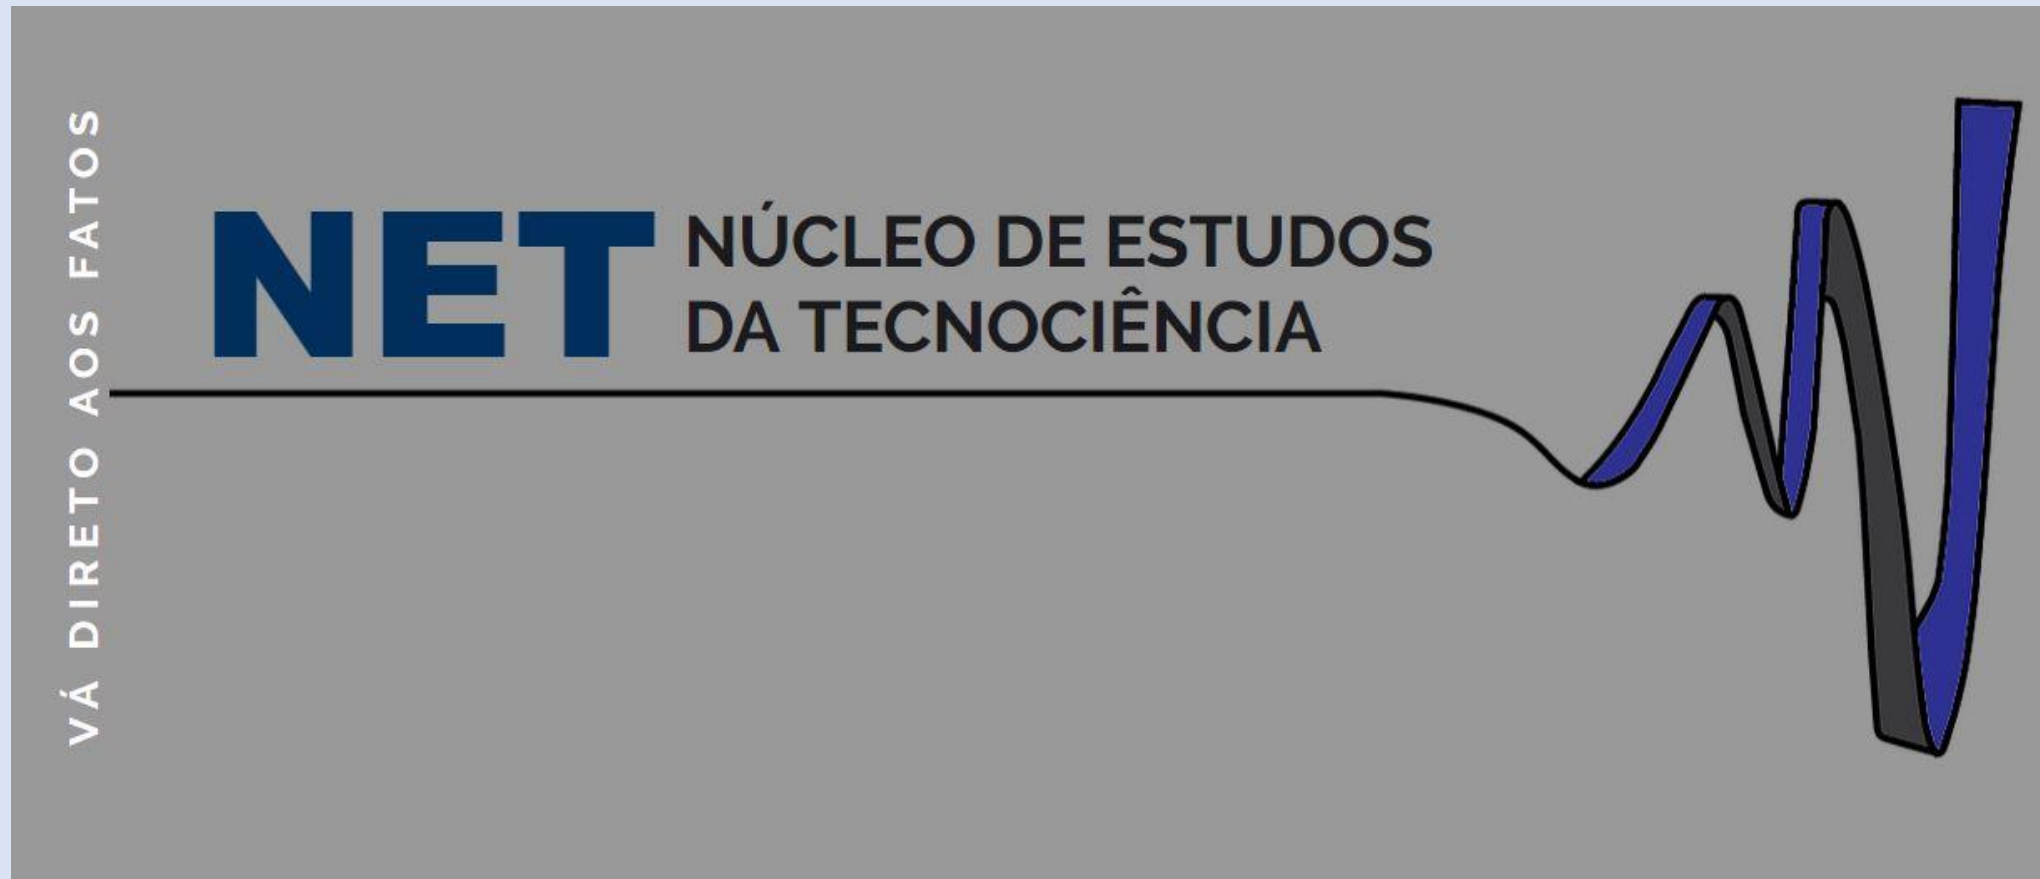 VÁ DIRETO AOS FATOS
NET
NÚCLEO DE ESTUDOS
DA TECNOCIÊNCIA